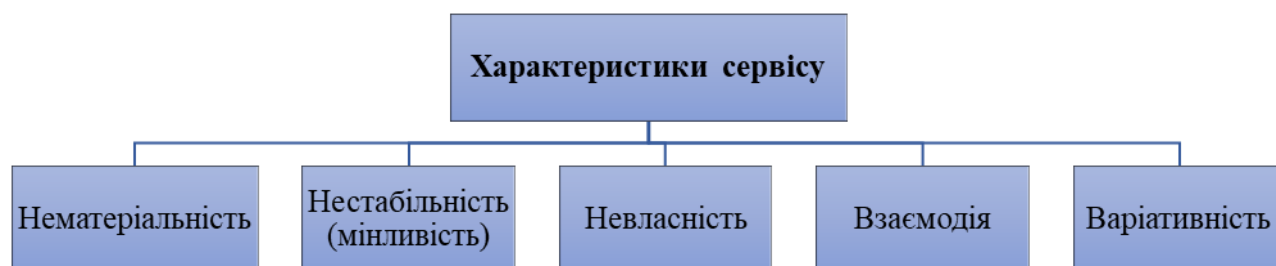 Характеристики сервісу
Нематеріальність
Нестабільність
(мінливість)
Невласність
Взаємодія
Варіативність